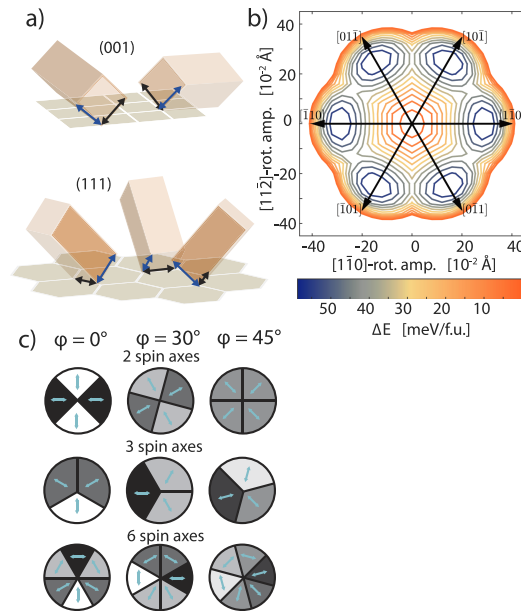 a)
(001)
(111)
b)
[112̄]-rot. amp. [10⁻² Å]
40
20
0
-20
-40
[011̄]
[101̄]
[1̄10]
[11̄0]
[1̄01]
[01̄1]
-40 -20 0 20 40
[11̄0]-rot. amp. [10⁻² Å]
50 40 30 20 10
ΔE [meV/f.u.]
c)
φ = 0° φ = 30° φ = 45°
2 spin axes
3 spin axes
6 spin axes